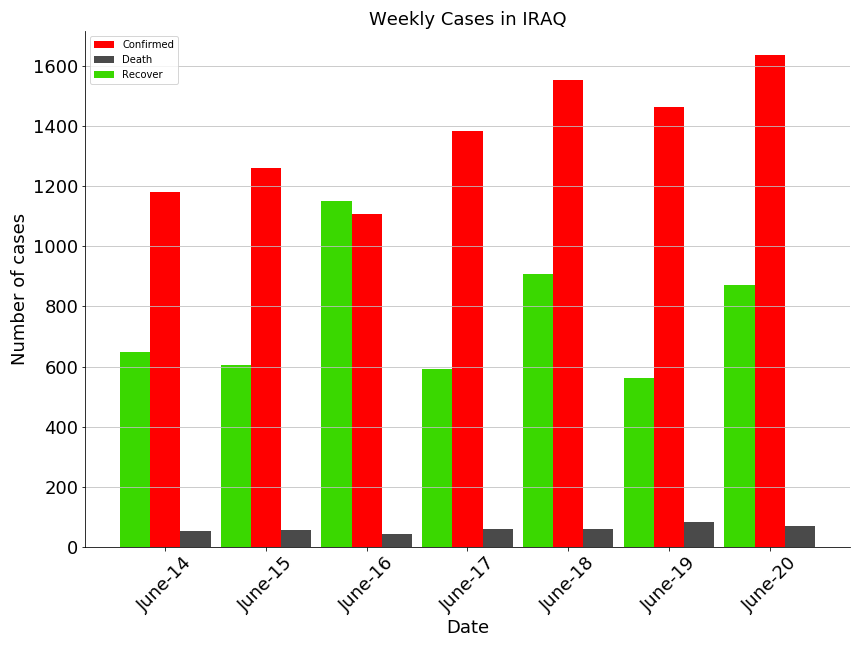 Weekly Cases in IRAQ
Confirmed
Death
Recover
Number of cases
1600
1400
1200
1000
800
600
400
200
0
June-14
June-15
June-16
June-17
June-18
June-19
June-20
Date